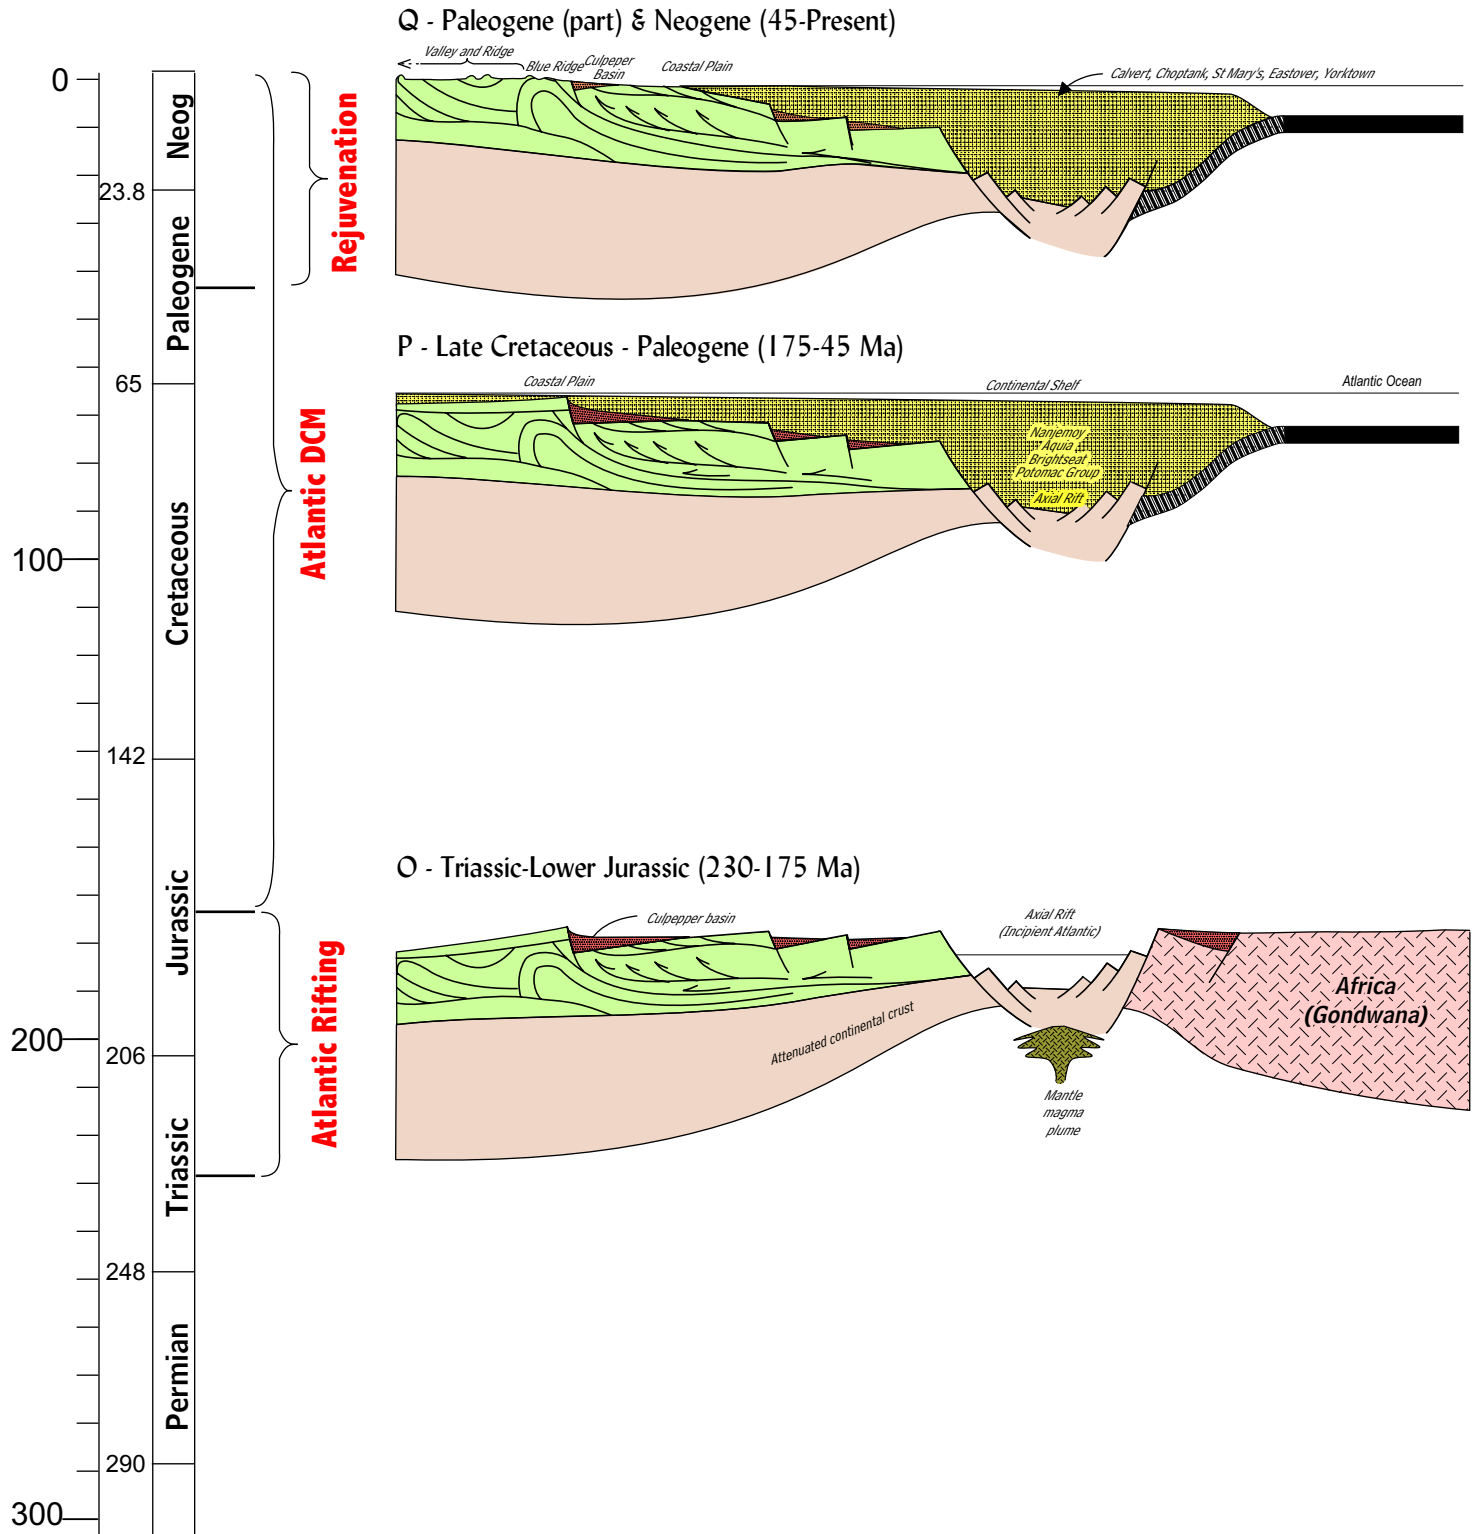 Q - Paleogene (part) & Neogene (45-Present)
Valley and Ridge
Blue Ridge
Culpeper
Basin
Coastal Plain
Calvert, Choptank, St Mary's, Eastover, Yorktown
P - Late Cretaceous - Paleogene (175-45 Ma)
Coastal Plain
Continental Shelf
Atlantic Ocean
Nanjemoy
Aquia
Brightseat
Potomac Group
Axial Rift
O - Triassic-Lower Jurassic (230-175 Ma)
Culpepper basin
Axial Rift
(Incipient Atlantic)
Attenuated continental crust
Mantle
magma
plume
Africa
(Gondwana)
0
100
200
300
23.8
65
142
206
248
290
Neog
Paleogene
Cretaceous
Jurassic
Triassic
Permian
Rejuvenation
Atlantic DCM
Atlantic Rifting